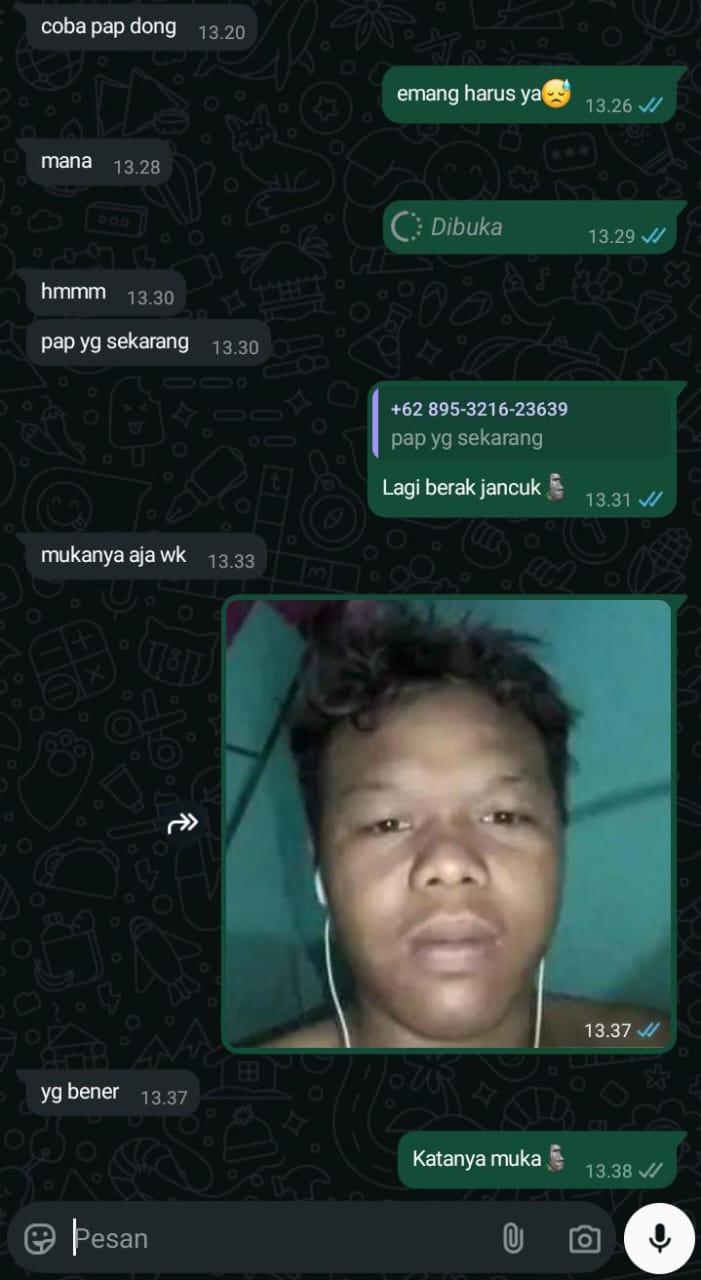 coba pap dong 13.20
emang harus ya😓 13.26
mana 13.28
Dibuka 13.29
hmmm 13.30
pap yg sekarang 13.30
+62 895-3216-23639
pap yg sekarang
Lagi berak jancuk🗿 13.31
mukanya aja wk 13.33
13.37
yg bener 13.37
Katanya muka🗿 13.38
Pesan